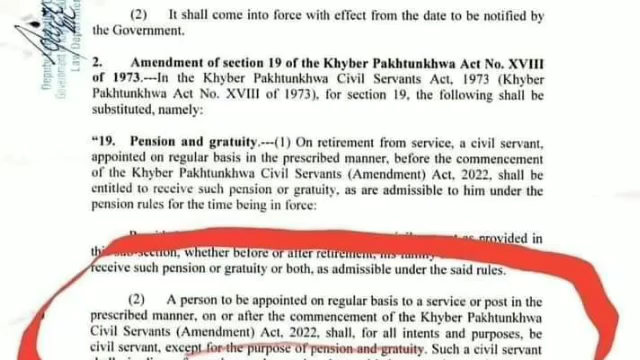 (2) It shall come into force with effect from the date to be notified by
the Government.
2. Amendment of section 19 of the Khyber Pakhtunkhwa Act No. XVIII
of 1973.---In the Khyber Pakhtunkhwa Civil Servants Act, 1973 (Khyber
Pakhtunkhwa Act No. XVIII of 1973), for section 19, the following shall be
substituted, namely:
"19. Pension and gratuity.---(1) On retirement from service, a civil servant,
appointed on regular basis in the prescribed manner, before the commencement
of the Khyber Pakhtunkhwa Civil Servants (Amendment) Act, 2022, shall be
entitled to receive such pension or gratuity, as are admissible to him under the
pension rules for the time being in force:
as provided in
whether before or after retirement, his family
receive such pension or gratuity or both, as admissible under the said rules.
(2) A person to be appointed on regular basis to a service or post in the
prescribed manner, on or after the commencement of the Khyber Pakhtunkhwa
Civil Servants (Amendment) Act, 2022, shall, for all intents and purposes, be
civil servant, except for the purpose of pension and gratuity. Such a civil servant